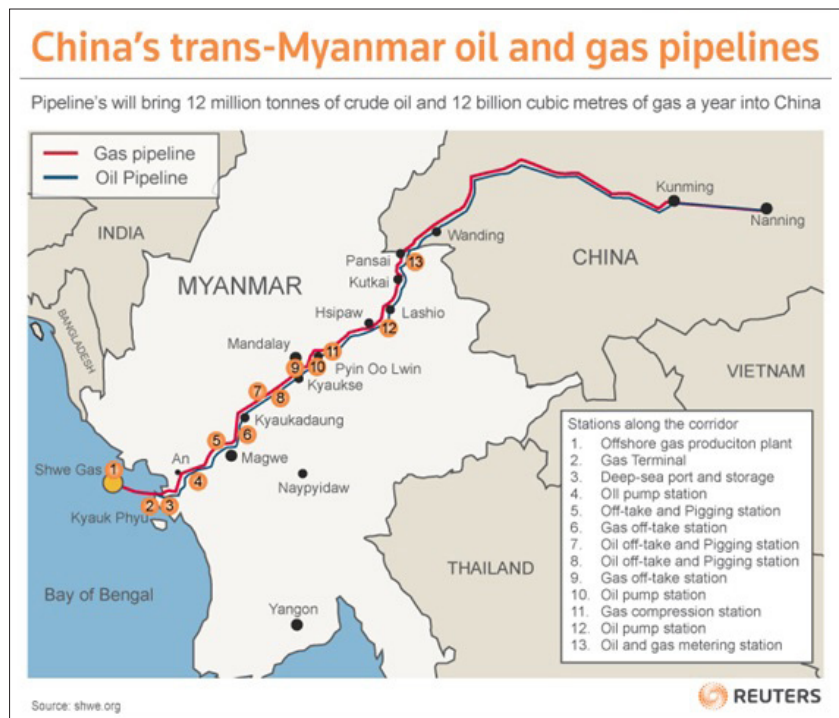 China's trans-Myanmar oil and gas pipelines
Pipeline's will bring 12 million tonnes of crude oil and 12 billion cubic metres of gas a year into China
Gas pipeline
Oil Pipeline
INDIA
BANGLADESH
MYANMAR
CHINA
VIETNAM
THAILAND
Kunming
Nanning
Wanding
Pansai
13
Kutkai
Hsipaw
Lashio
12
Mandalay
11
9
10
Pyin Oo Lwin
Kyaukse
7
8
Kyaukadaung
5
6
An
Magwe
4
Naypyidaw
Shwe Gas
1
2
3
Kyauk Phyu
Bay of Bengal
Yangon
Stations along the corridor
1. Offshore gas produciton plant
2. Gas Terminal
3. Deep-sea port and storage
4. Oil pump station
5. Off-take and Pigging station
6. Gas off-take station
7. Oil off-take and Pigging station
8. Oil off-take and Pigging station
9. Gas off-take station
10. Oil pump station
11. Gas compression station
12. Oil pump station
13. Oil and gas metering station
Source: shwe.org
REUTERS